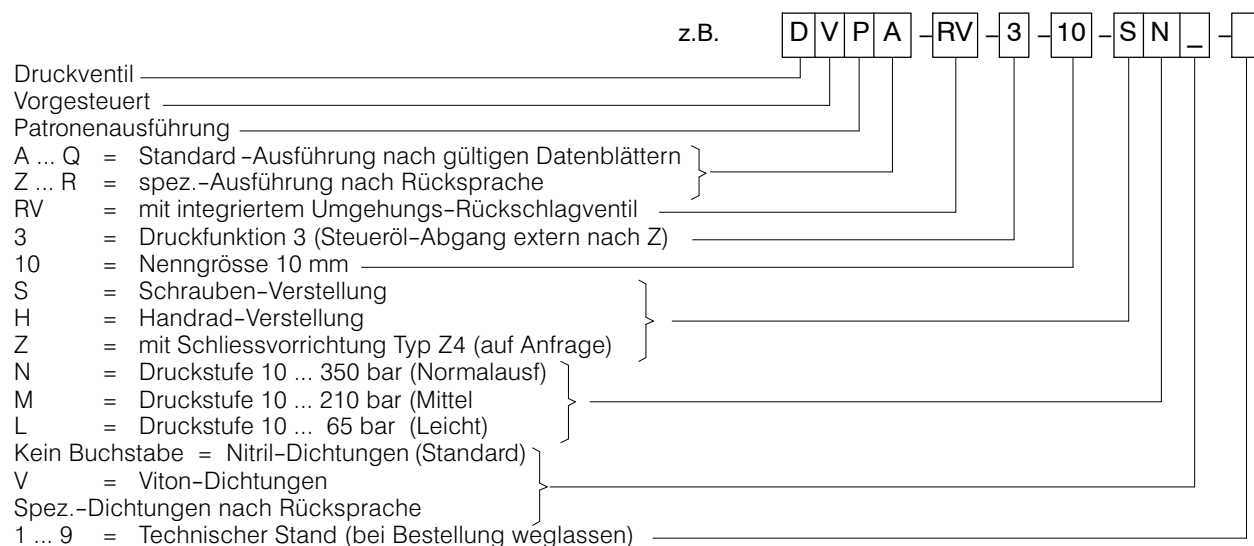 z.B. D V P A -RV -3 -10 -S N _ -
Druckventil
Vorgesteuert
Patronenausführung
A ... Q = Standard-Ausführung nach gültigen Datenblättern
Z ... R = spez.-Ausführung nach Rücksprache
RV = mit integriertem Umgehungs-Rückschlagventil
3 = Druckfunktion 3 (Steueröl-Abgang extern nach Z)
10 = Nenngrösse 10 mm
S = Schrauben-Verstellung
H = Handrad-Verstellung
Z = mit Schliessvorrichtung Typ Z4 (auf Anfrage)
N = Druckstufe 10 ... 350 bar (Normalausf)
M = Druckstufe 10 ... 210 bar (Mittel
L = Druckstufe 10 ... 65 bar (Leicht)
Kein Buchstabe = Nitril-Dichtungen (Standard)
V = Viton-Dichtungen
Spez.-Dichtungen nach Rücksprache
1 ... 9 = Technischer Stand (bei Bestellung weglassen)